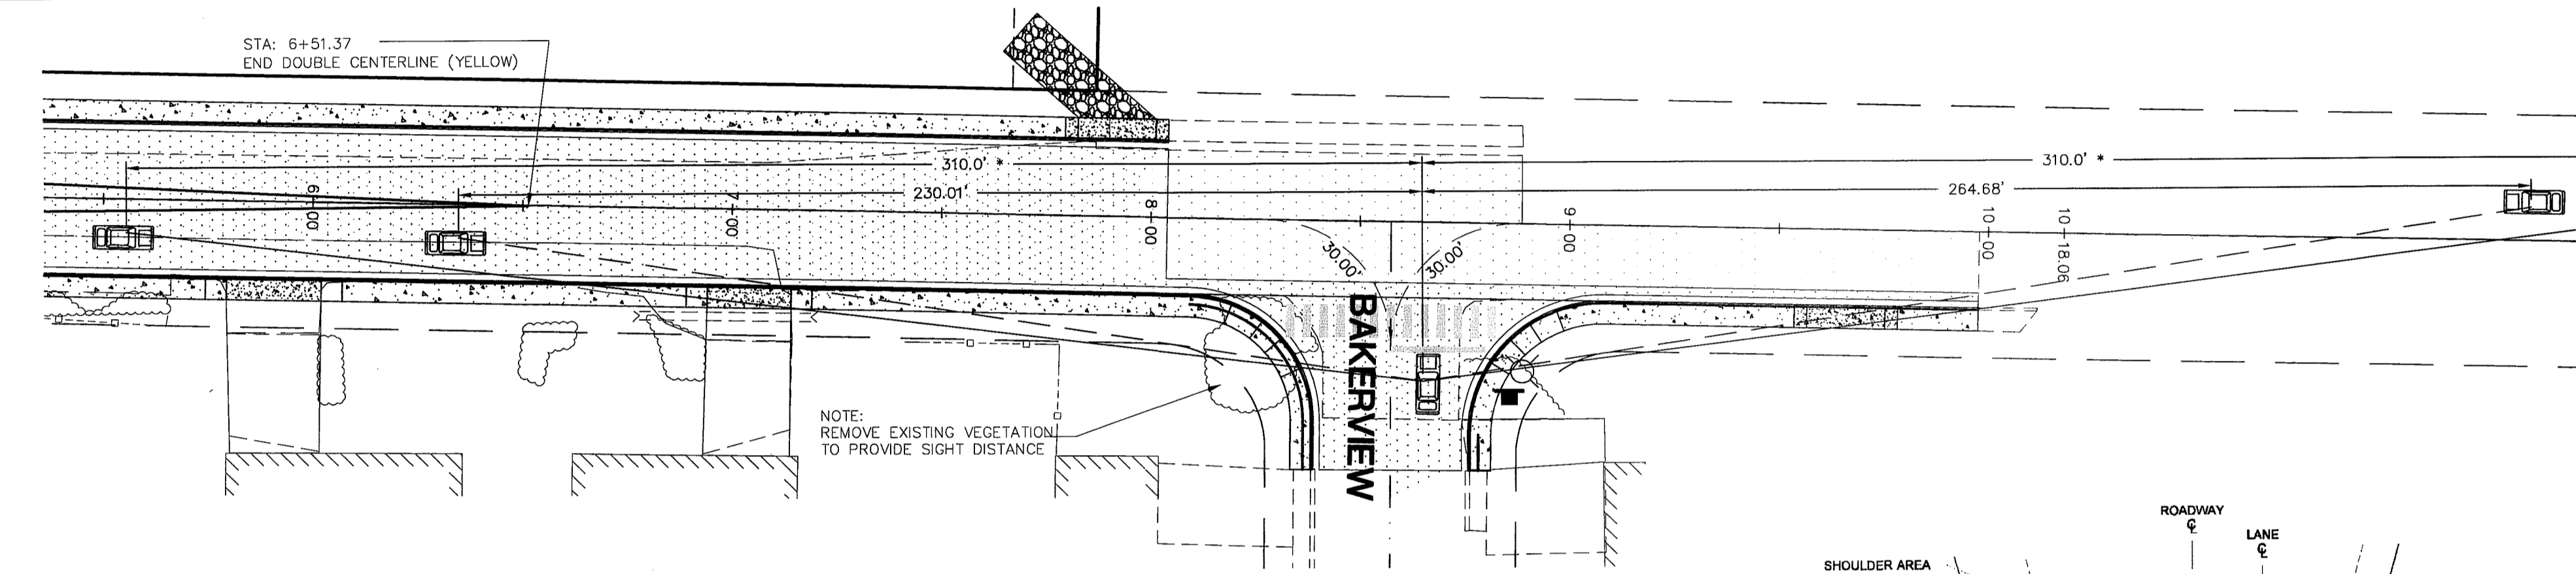 STA: 6+51.37
END DOUBLE CENTERLINE (YELLOW)
310.0' *
310.0' *
230.01'
264.68'
6+00
7+00
8+00
9+00
10+00
10+18.06
30.00'
30.00'
BAKERVIEW
NOTE:
REMOVE EXISTING VEGETATION
TO PROVIDE SIGHT DISTANCE
ROADWAY
℄
LANE
℄
SHOULDER AREA